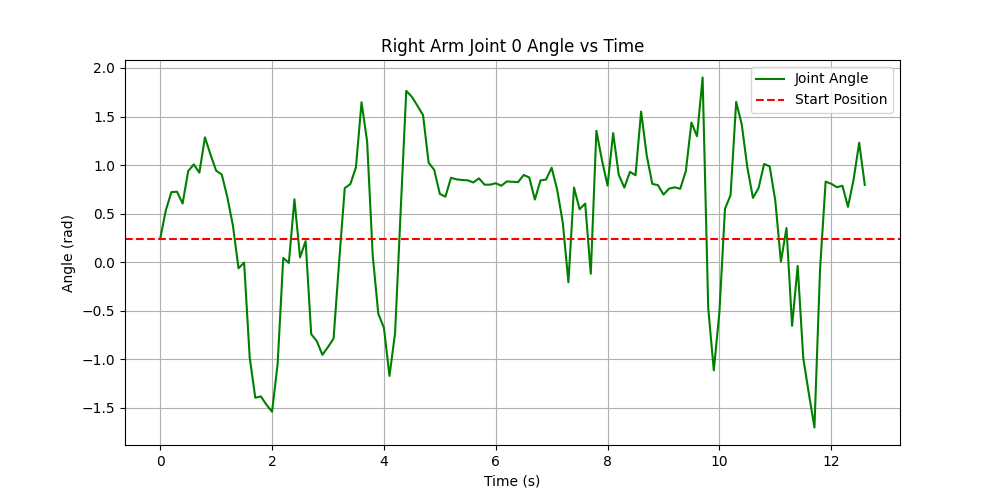 Right Arm Joint 0 Angle vs Time
Joint Angle
Start Position
2.0
1.5
1.0
0.5
0.0
−0.5
−1.0
−1.5
Angle (rad)
0 2 4 6 8 10 12
Time (s)